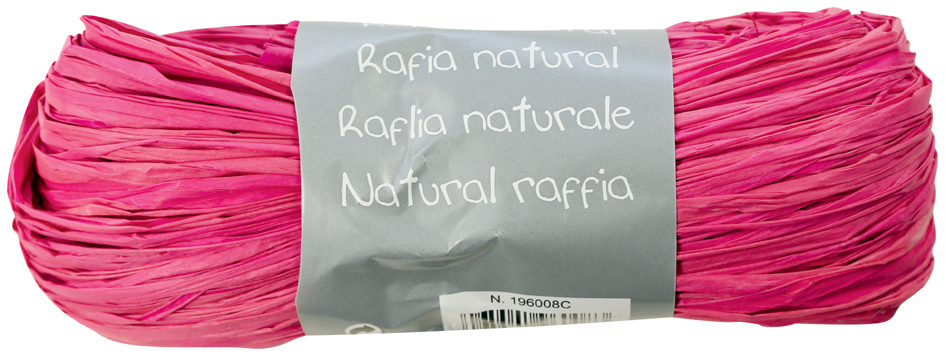 Rafia natural
Raflia naturale
Natural raffia
N. 196008C